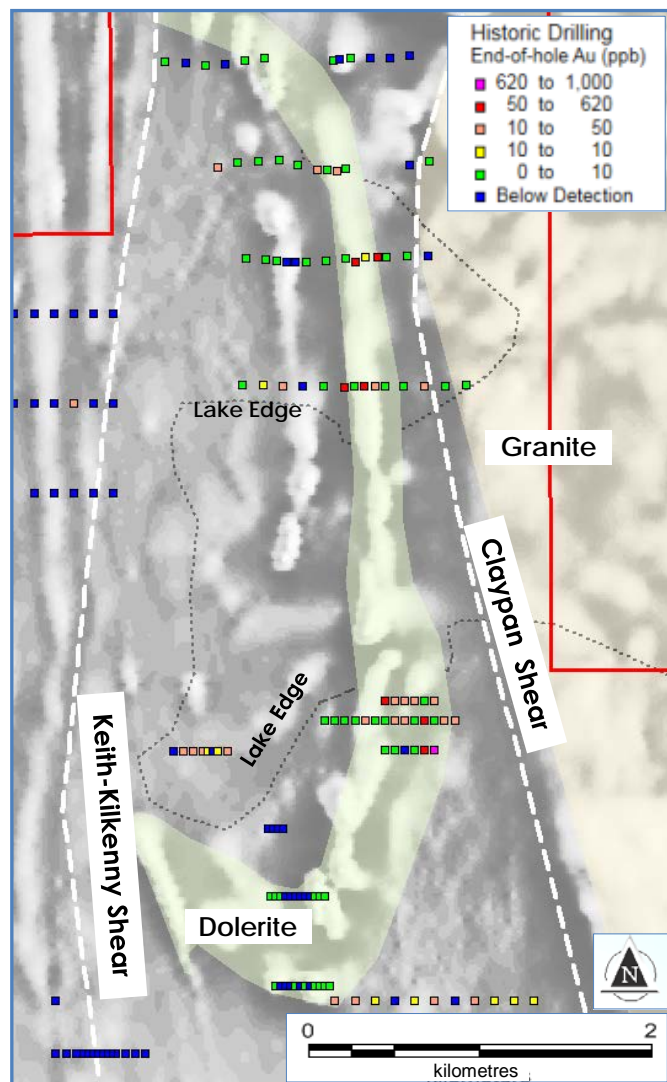 Historic Drilling
End-of-hole Au (ppb)
620 to 1,000
50 to 620
10 to 50
10 to 10
0 to 10
Below Detection
Lake Edge
Granite
Claypan Shear
Lake Edge
Keith-Kilkenny Shear
Dolerite
N
0 2
kilometres